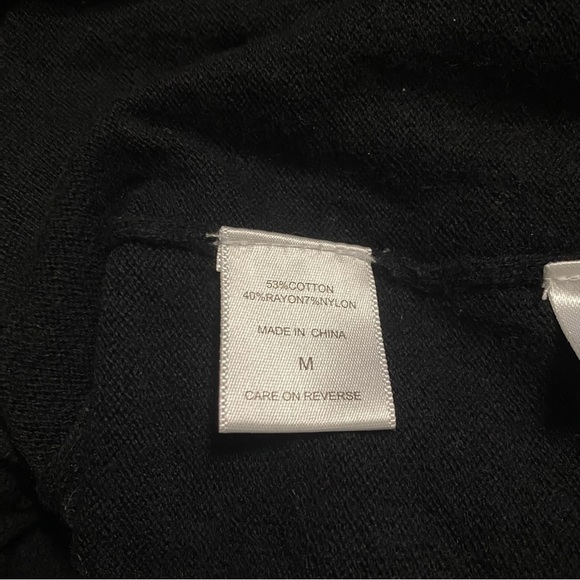 53%COTTON
40%RAYON7%NYLON
MADE IN CHINA
M
CARE ON REVERSE